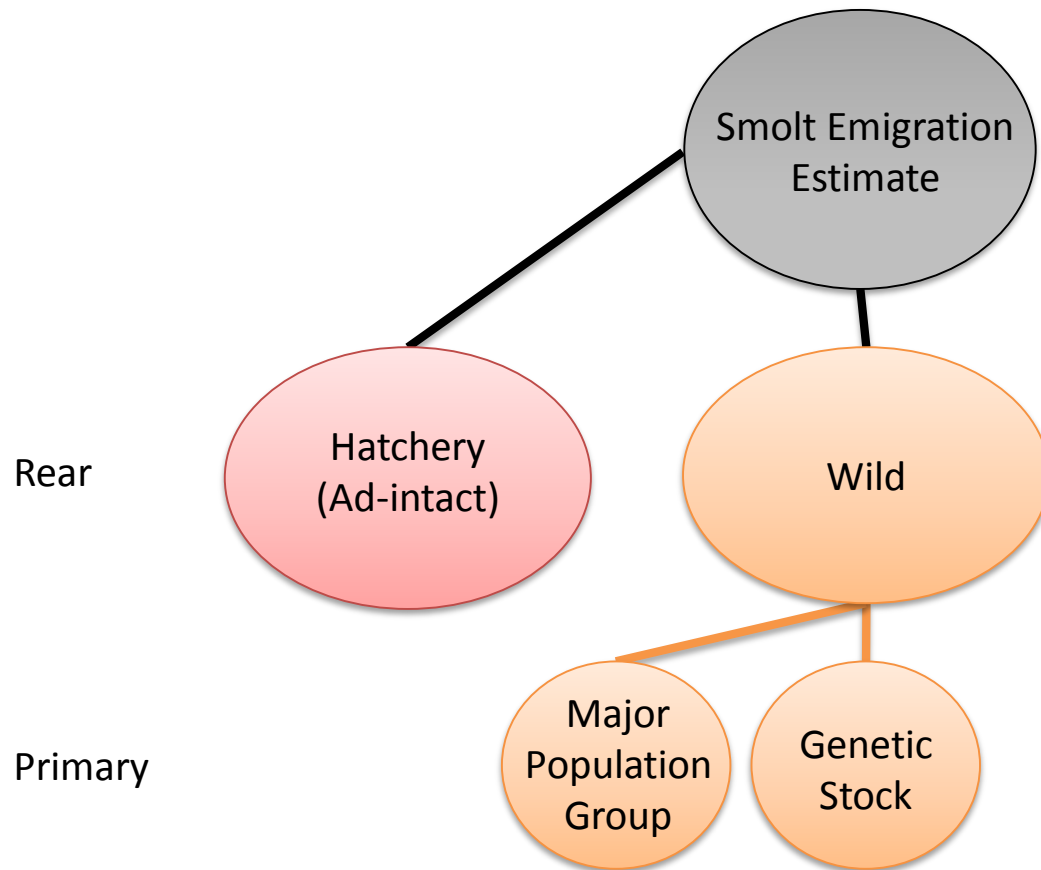 Smolt Emigration
Estimate
Rear
Hatchery
(Ad-intact)
Wild
Primary
Major
Population
Group
Genetic
Stock